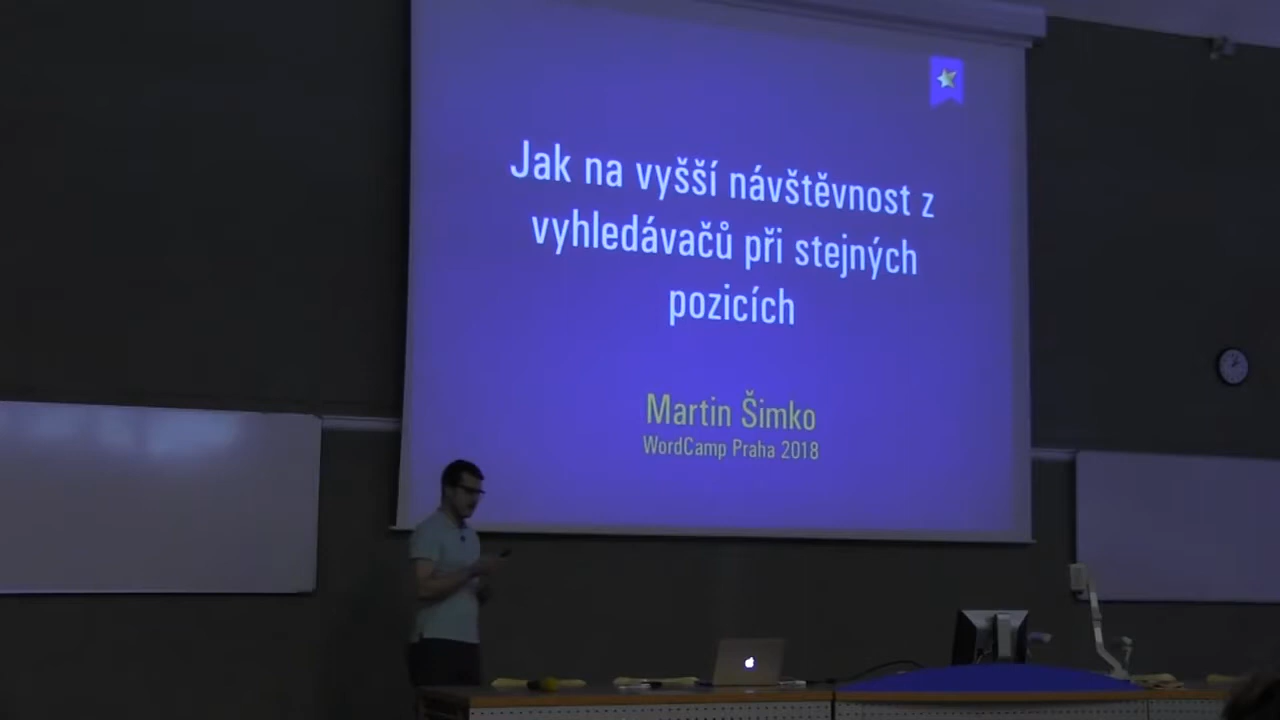 Jak na vyšší návštěvnost z
vyhledávačů při stejných
pozicích
Martin Šimko
WordCamp Praha 2018